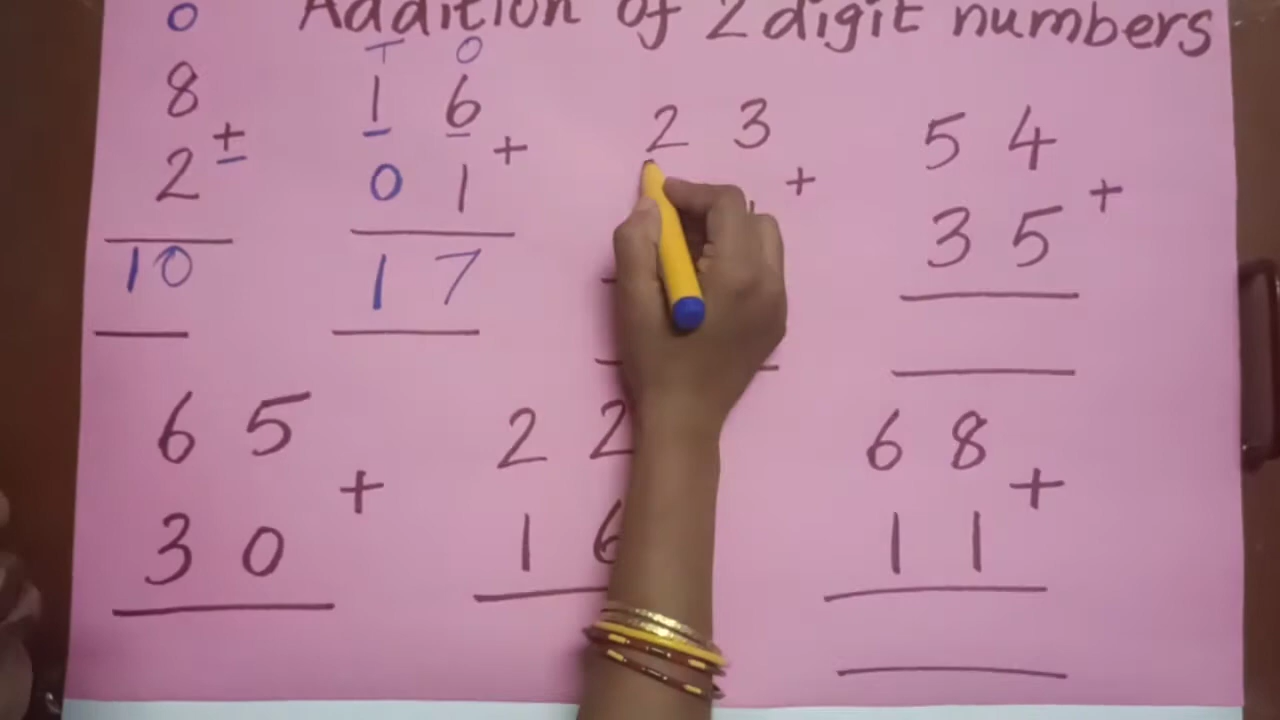 Addition of 2 digit numbers
O T O
8 1 6 2 3 5 4
± + + +
2 0 1 3 5
10 1 7
6 5 2 2 6 8
+ +
3 0 1 6 1 1